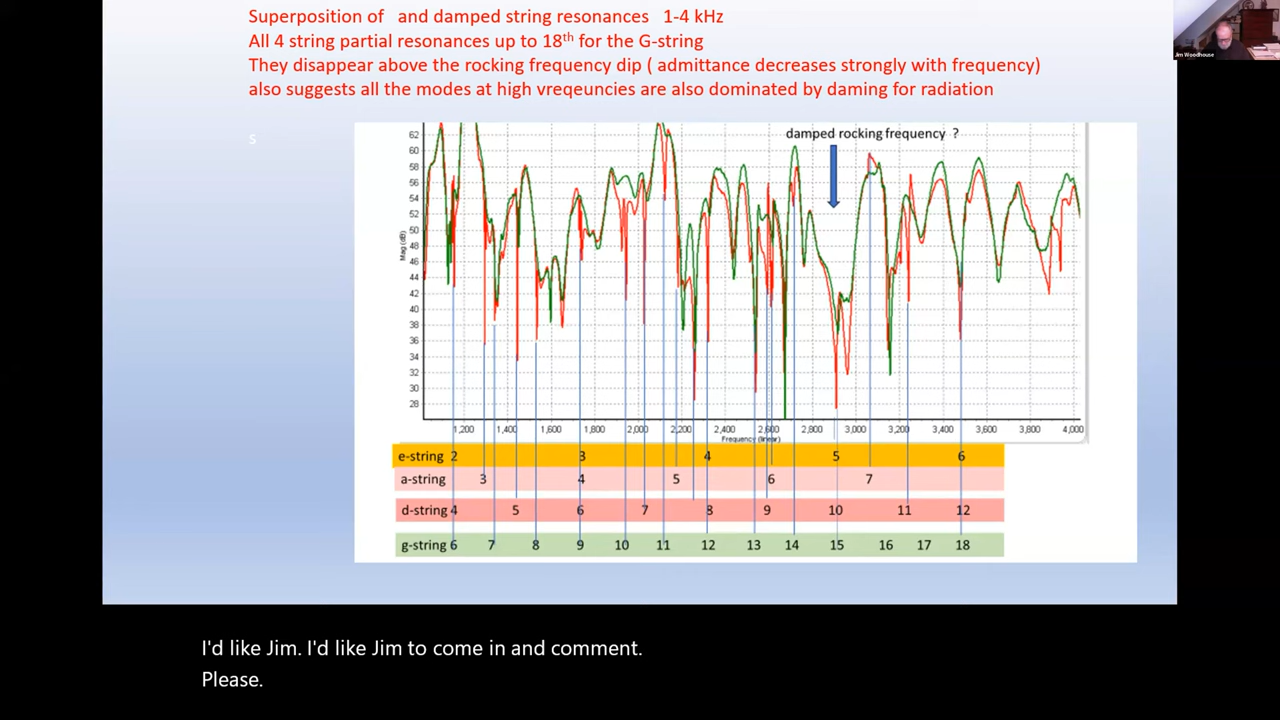 Superposition of   and damped string resonances   1-4 kHz
All 4 string partial resonances up to 18th for the G-string
They disappear above the rocking frequency dip ( admittance decreases strongly with frequency)
also suggests all the modes at high vreqeuncies are also dominated by daming for radiation
Jim Woodhouse
s
damped rocking frequency ?
62
60
58
56
54
52
50
48
46
44
42
40
38
36
34
32
30
28
Mag (dB)
1,200 1,400 1,600 1,800 2,000 2,200 2,400 2,600 2,800 3,000 3,200 3,400 3,600 3,800 4,000
Frequency (linear)
e-string 2 3 4 5 6
a-string 3 4 5 6 7
d-string 4 5 6 7 8 9 10 11 12
g-string 6 7 8 9 10 11 12 13 14 15 16 17 18
I'd like Jim. I'd like Jim to come in and comment.
Please.